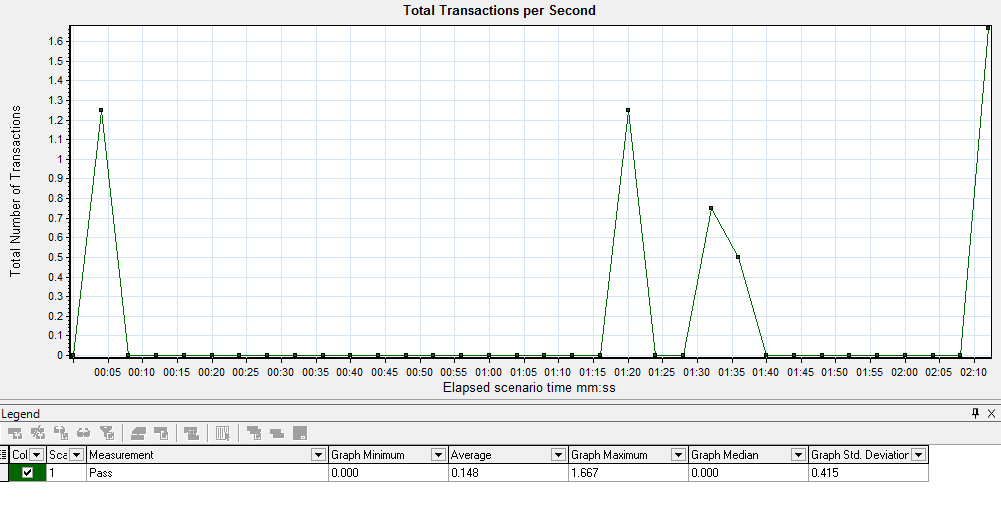 Total Transactions per Second
Total Number of Transactions
1.6
1.5
1.4
1.3
1.2
1.1
1
0.9
0.8
0.7
0.6
0.5
0.4
0.3
0.2
0.1
0
00:05 00:10 00:15 00:20 00:25 00:30 00:35 00:40 00:45 00:50 00:55 01:00 01:05 01:10 01:15 01:20 01:25 01:30 01:35 01:40 01:45 01:50 01:55 02:00 02:05 02:10
Elapsed scenario time mm:ss
Legend
Col Sca Measurement Graph Minimum Average Graph Maximum Graph Median Graph Std. Deviation
1 Pass 0.000 0.148 1.667 0.000 0.415